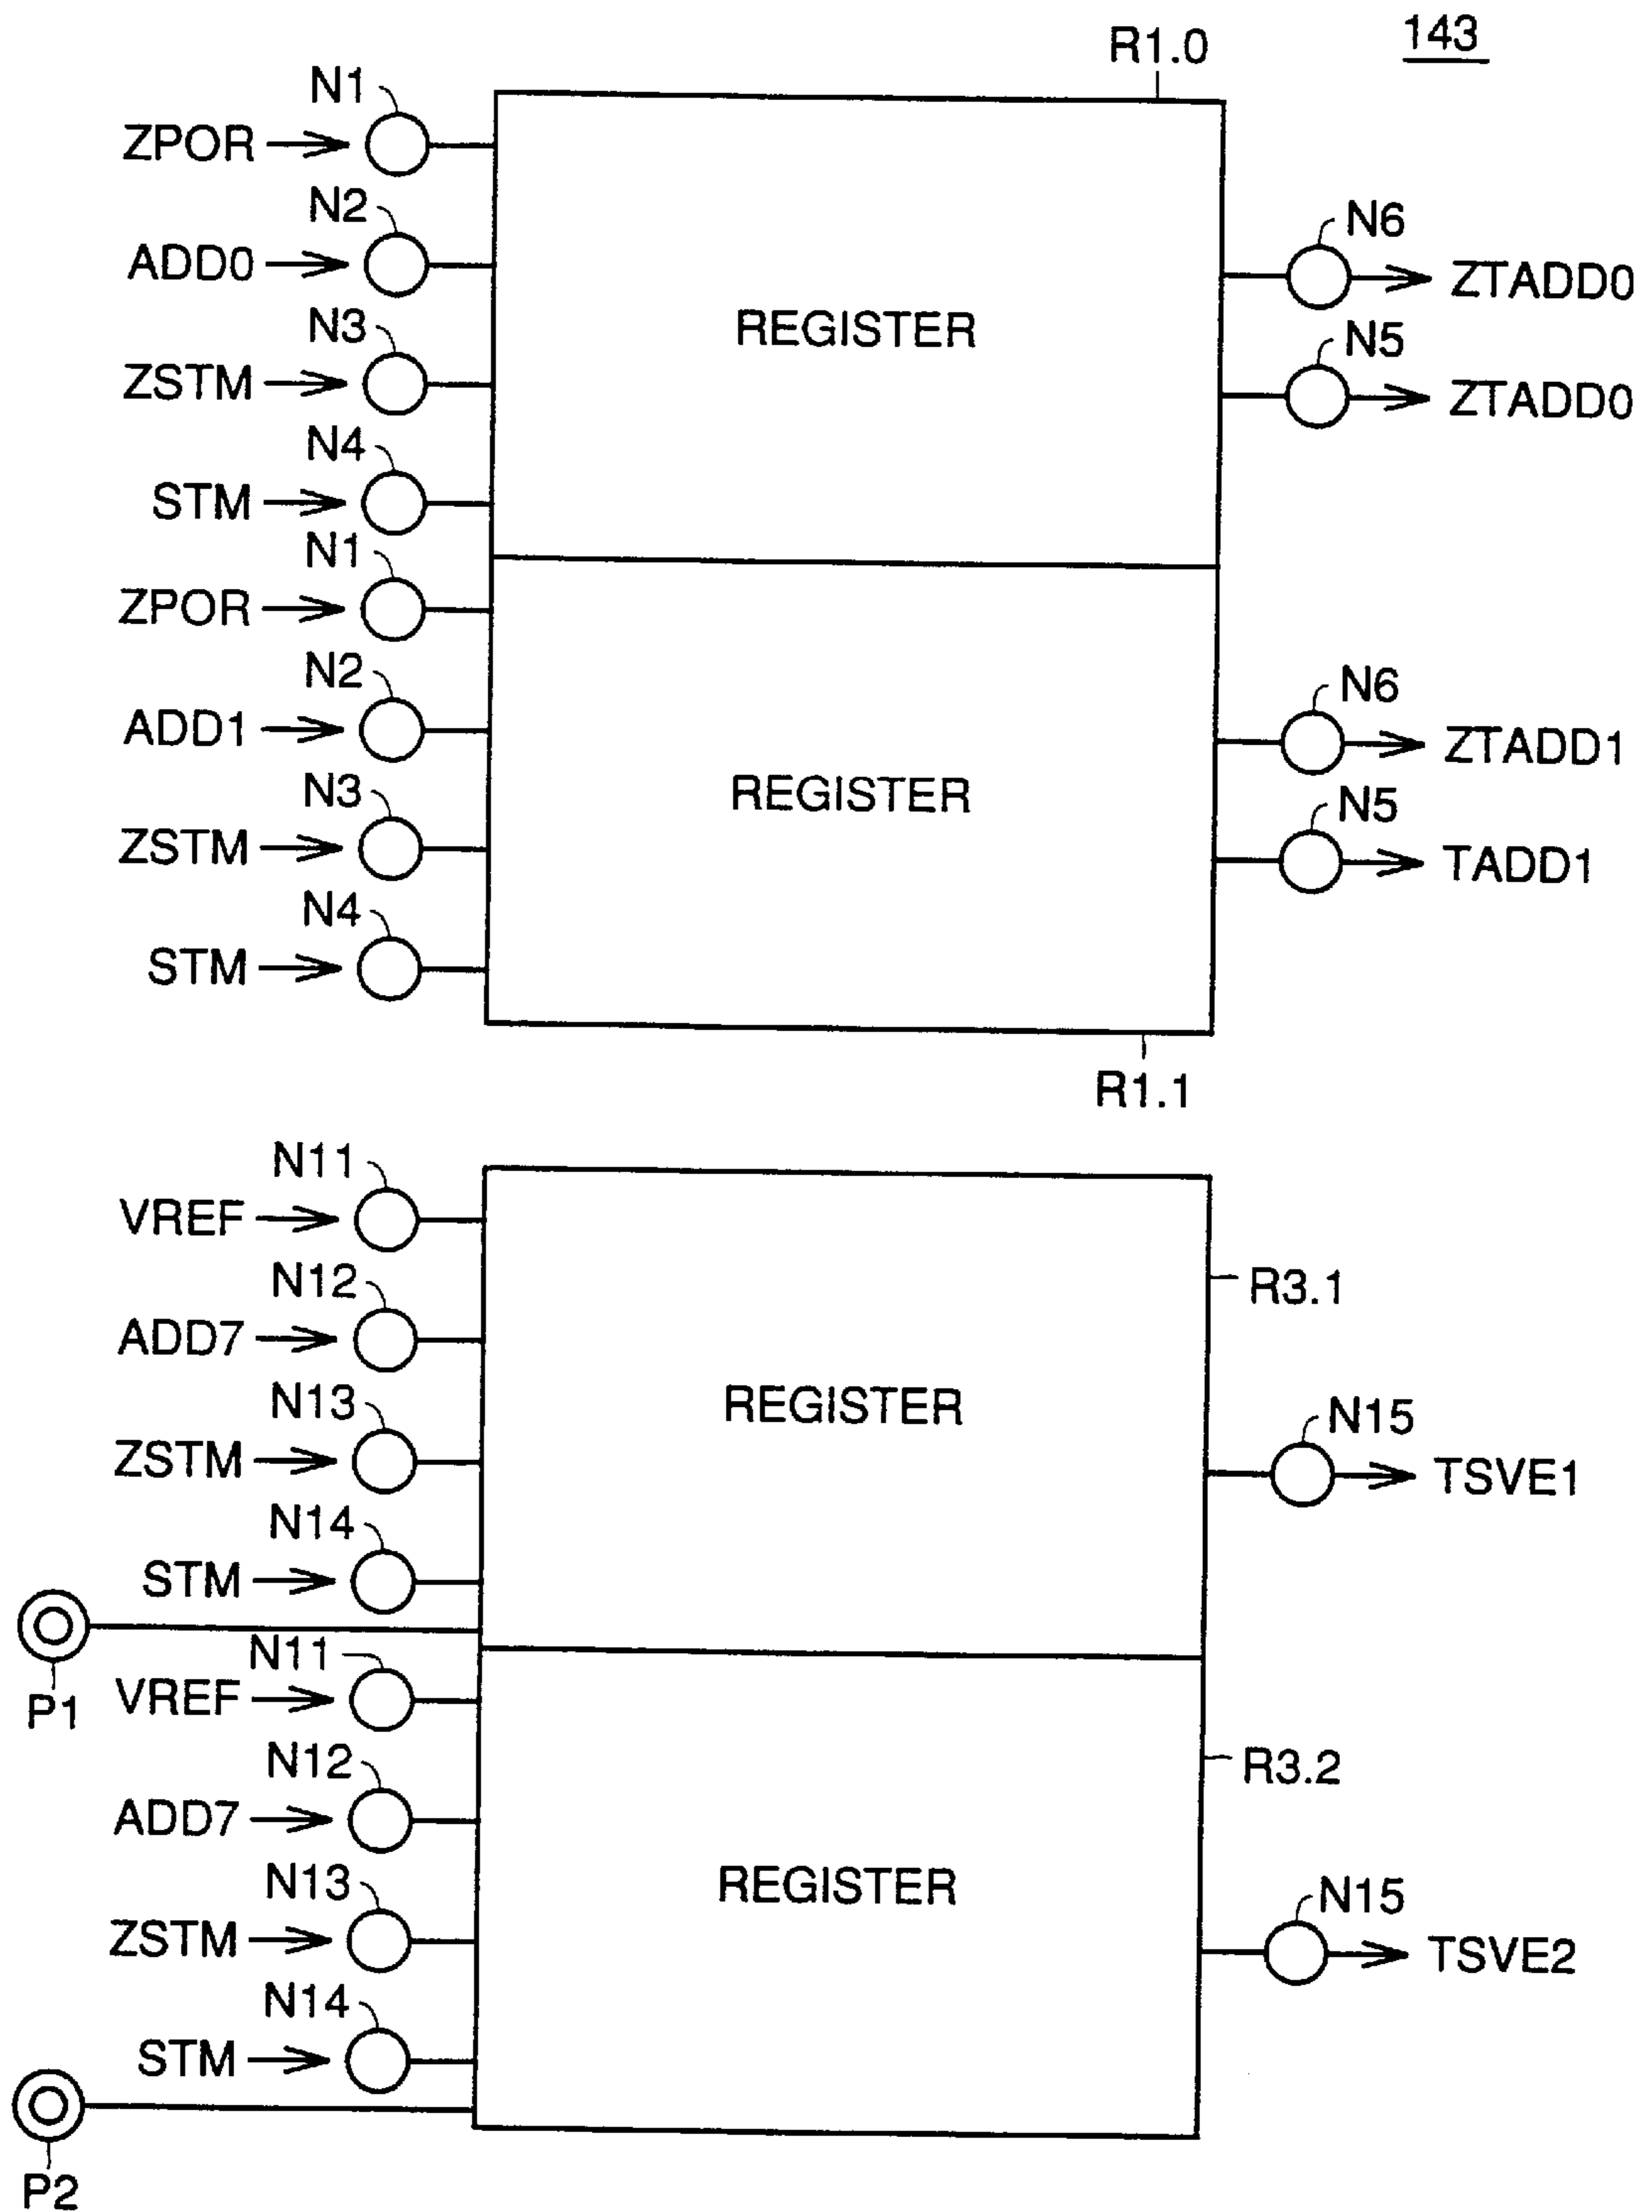 143
R1.0
N1
ZPOR
N2
ADD0
N3
ZSTM
N4
STM
REGISTER
N6
ZTADD0
N5
ZTADD0
N1
ZPOR
N2
ADD1
N3
ZSTM
N4
STM
REGISTER
N6
ZTADD1
N5
TADD1
R1.1
N11
VREF
N12
ADD7
N13
ZSTM
N14
STM
P1
REGISTER
R3.1
N15
TSVE1
N11
VREF
N12
ADD7
N13
ZSTM
N14
STM
P2
REGISTER
R3.2
N15
TSVE2